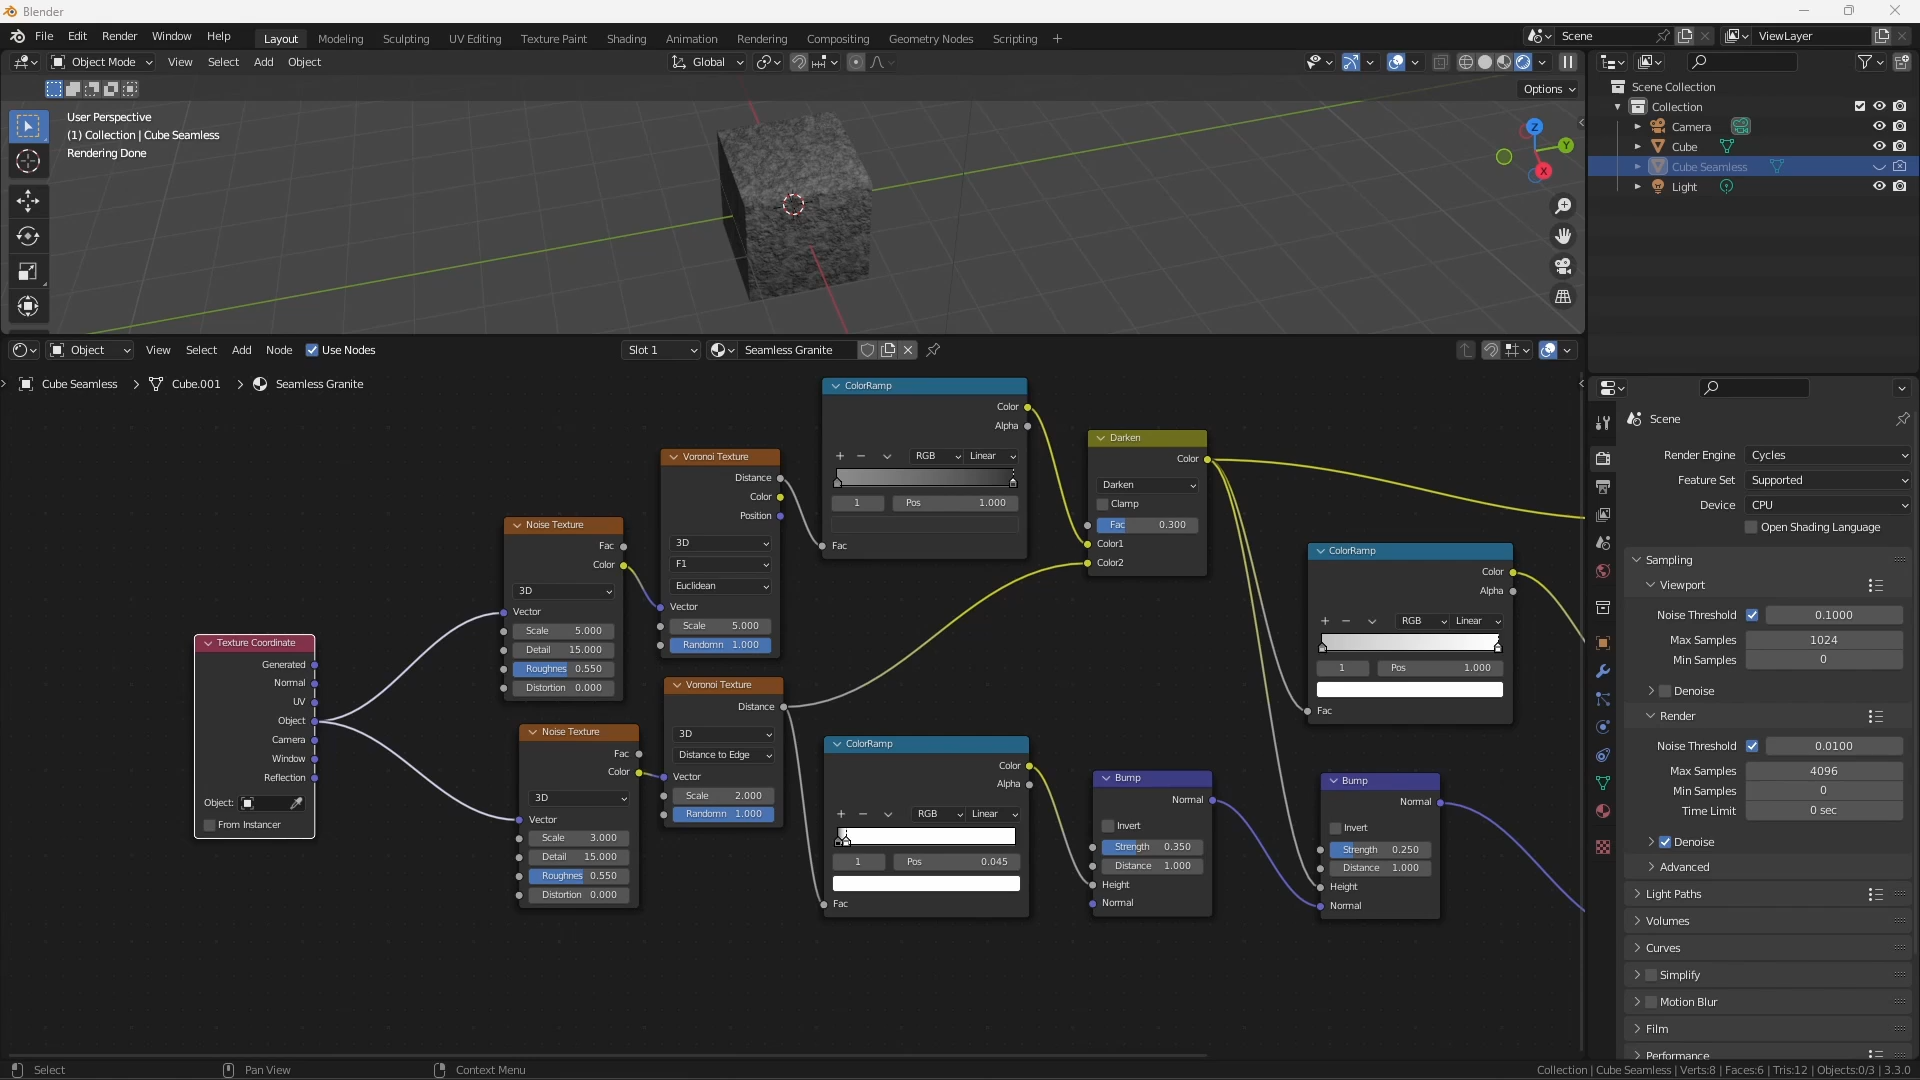 Blender
File Edit Render Window Help Layout Modeling Sculpting UV Editing Texture Paint Shading Animation Rendering Compositing Geometry Nodes Scripting + Scene ViewLayer
Object Mode View Select Add Object Global
Options
User Perspective
(1) Collection | Cube Seamless
Rendering Done
Z
Y
X
Scene Collection
Collection
Camera
Cube
Cube Seamless
Light
Object View Select Add Node Use Nodes Slot 1 Seamless Granite
Cube Seamless > Cube.001 > Seamless Granite
Texture Coordinate
Generated
Normal
UV
Object
Camera
Window
Reflection
Object:
From Instancer
Noise Texture
Fac
Color
3D
Vector
Scale 5.000
Detail 15.000
Roughnes 0.550
Distortion 0.000
Noise Texture
Fac
Color
3D
Vector
Scale 3.000
Detail 15.000
Roughnes 0.550
Distortion 0.000
Voronoi Texture
Distance
Color
Position
3D
F1
Euclidean
Vector
Scale 5.000
Randomn 1.000
Voronoi Texture
Distance
3D
Distance to Edge
Vector
Scale 2.000
Randomn 1.000
ColorRamp
Color
Alpha
+ − RGB Linear
1 Pos 1.000
Fac
ColorRamp
Color
Alpha
+ − RGB Linear
1 Pos 0.045
Fac
Darken
Color
Darken
Clamp
Fac 0.300
Color1
Color2
Bump
Normal
Invert
Strength 0.350
Distance 1.000
Height
Normal
ColorRamp
Color
Alpha
+ − RGB Linear
1 Pos 1.000
Fac
Bump
Normal
Invert
Strength 0.250
Distance 1.000
Height
Normal
Scene
Render Engine Cycles
Feature Set Supported
Device CPU
Open Shading Language
Sampling
Viewport
Noise Threshold 0.1000
Max Samples 1024
Min Samples 0
Denoise
Render
Noise Threshold 0.0100
Max Samples 4096
Min Samples 0
Time Limit 0 sec
Denoise
Advanced
Light Paths
Volumes
Curves
Simplify
Motion Blur
Film
Performance
Select Pan View Context Menu Collection | Cube Seamless | Verts:8 | Faces:6 | Tris:12 | Objects:0/3 | 3.3.0